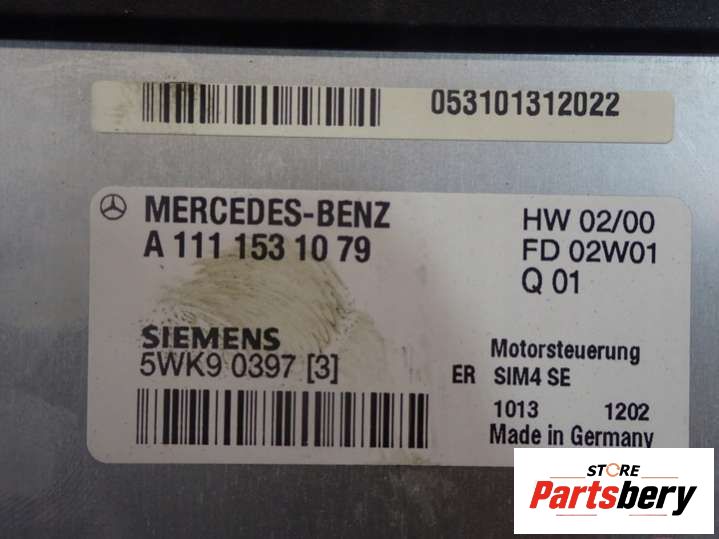 053101312022
MERCEDES-BENZ
A 111 153 10 79
HW 02/00
FD 02W01
Q 01
SIEMENS
5WK9 0397 [3]
Motorsteuerung
ER SIM4 SE
1013 1202
Made in Germany
STORE
Partsbery